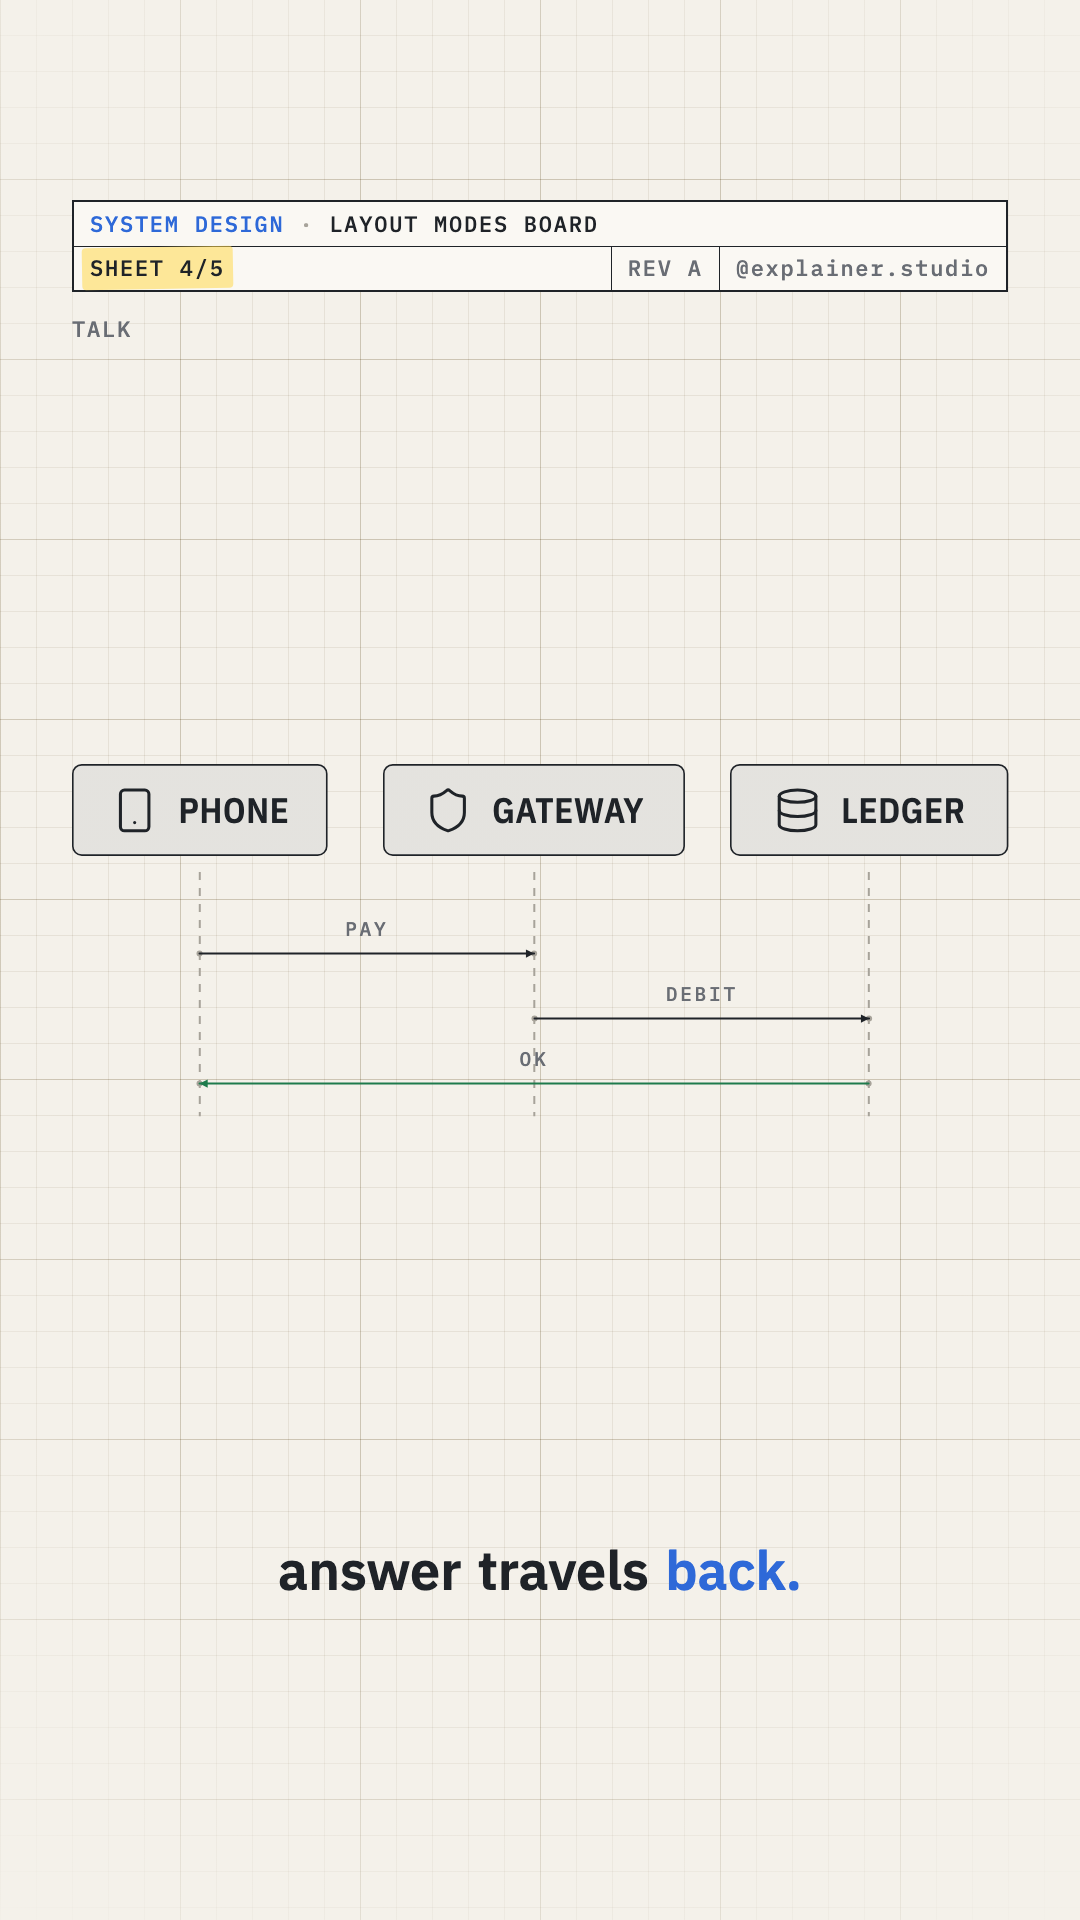 SYSTEM DESIGN · LAYOUT MODES BOARD
SHEET 4/5 REV A @explainer.studio
TALK
PHONE GATEWAY LEDGER
PAY
DEBIT
OK
answer travels back.